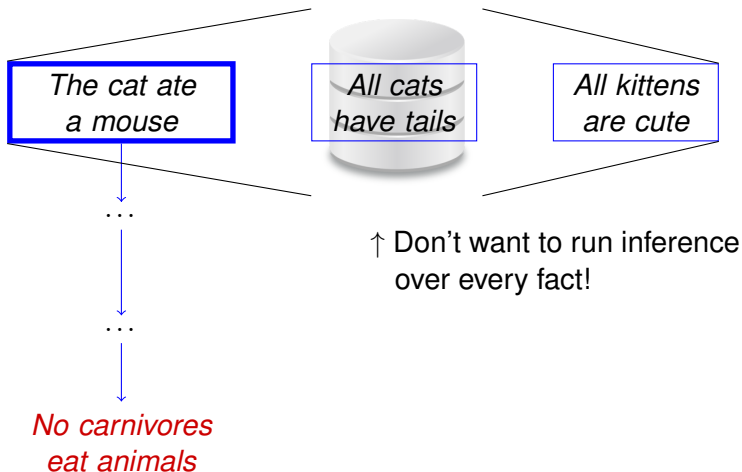 The cat ate
a mouse
All cats
have tails
All kittens
are cute
...
↑ Don't want to run inference
over every fact!
...
No carnivores
eat animals